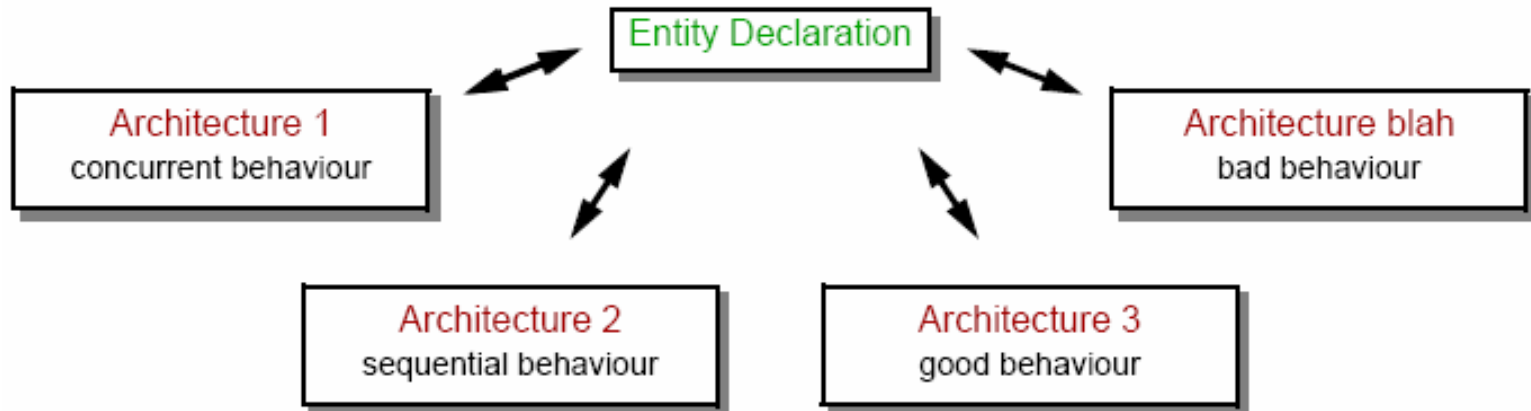 Entity Declaration
Architecture 1
concurrent behaviour
Architecture blah
bad behaviour
Architecture 2
sequential behaviour
Architecture 3
good behaviour